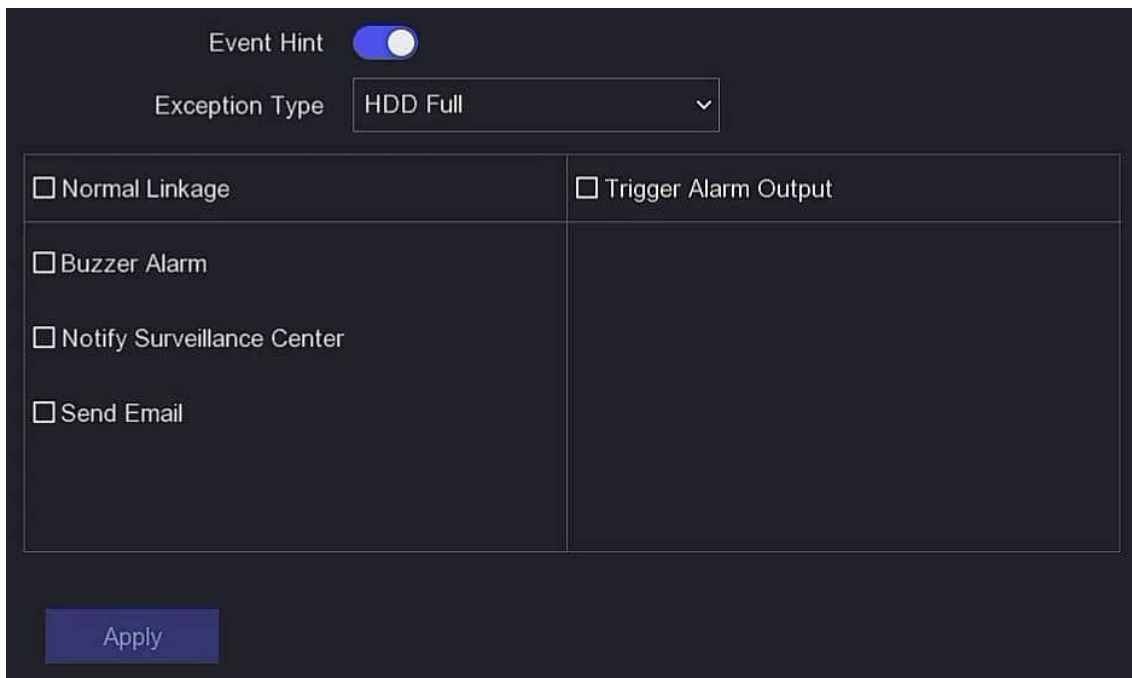 Event Hint
Exception Type HDD Full
Normal Linkage Trigger Alarm Output
Buzzer Alarm
Notify Surveillance Center
Send Email
Apply